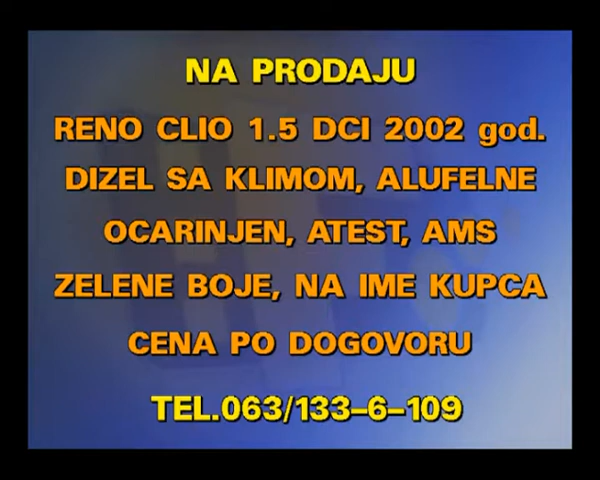 NA PRODAJU
RENO CLIO 1.5 DCI 2002 god.
DIZEL SA KLIMOM, ALUFELNE
OCARINJEN, ATEST, AMS
ZELENE BOJE, NA IME KUPCA
CENA PO DOGOVORU
TEL.063/133-6-109